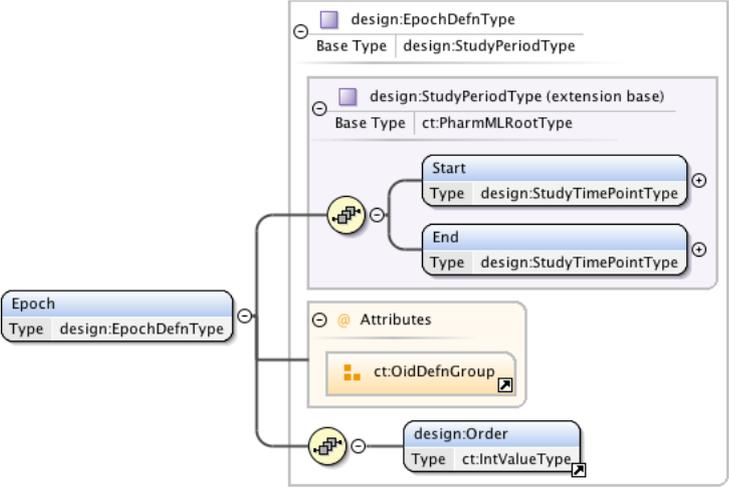 design:EpochDefnType
Base Type design:StudyPeriodType
design:StudyPeriodType (extension base)
Base Type ct:PharmMLRootType
Start
Type design:StudyTimePointType
End
Type design:StudyTimePointType
Epoch
Type design:EpochDefnType
@ Attributes
ct:OidDefnGroup
design:Order
Type ct:IntValueType